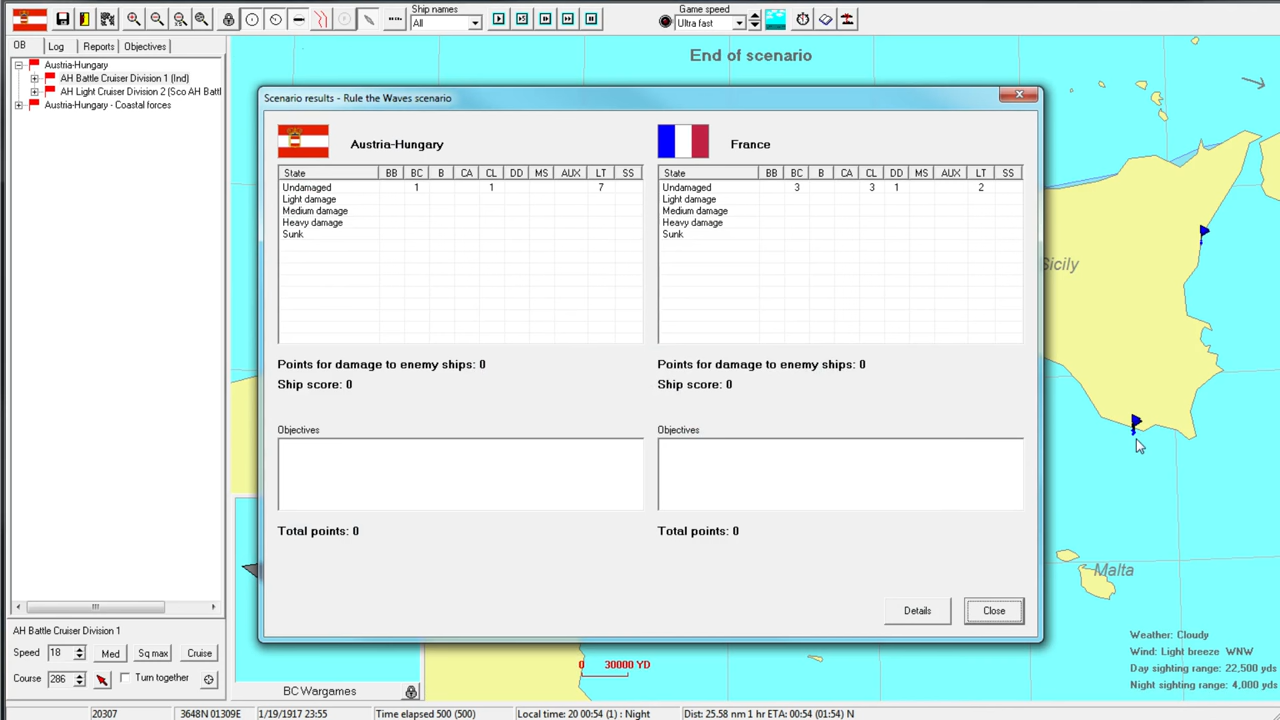 Ship names
All
Game speed
Ultra fast
OB Log Reports Objectives
Austria-Hungary
AH Battle Cruiser Division 1 (Ind)
AH Light Cruiser Division 2 (Sco AH Battl
Austria-Hungary - Coastal forces
End of scenario
Scenario results - Rule the Waves scenario
Austria-Hungary
State BB BC B CA CL DD MS AUX LT SS
Undamaged 1 1 7
Light damage
Medium damage
Heavy damage
Sunk
Points for damage to enemy ships: 0
Ship score: 0
Objectives
Total points: 0
France
State BB BC B CA CL DD MS AUX LT SS
Undamaged 3 3 1 2
Light damage
Medium damage
Heavy damage
Sunk
Points for damage to enemy ships: 0
Ship score: 0
Objectives
Total points: 0
Details Close
Sicily
Malta
Weather: Cloudy
Wind: Light breeze WNW
Day sighting range: 22,500 yds
Night sighting range: 4,000 yds
0 30000 YD
AH Battle Cruiser Division 1
Speed 18 Med Sq max Cruise
Course 286 Turn together
BC Wargames
20307 3648N 01309E 1/19/1917 23:55 Time elapsed 500 (500) Local time: 20 00:54 (1) : Night Dist: 25.58 nm 1 hr ETA: 00:54 (01:54) N